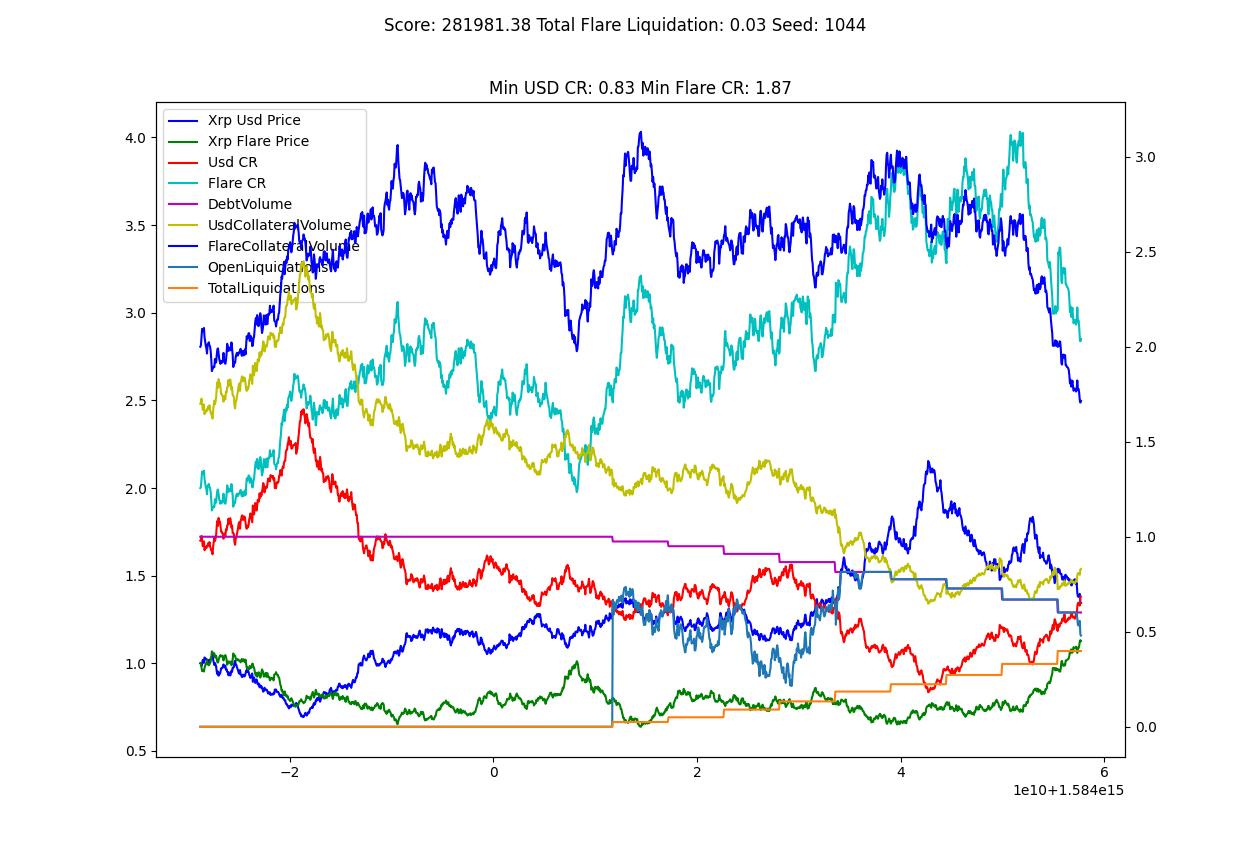 Score: 281981.38 Total Flare Liquidation: 0.03 Seed: 1044
Min USD CR: 0.83 Min Flare CR: 1.87
Xrp Usd Price
Xrp Flare Price
Usd CR
Flare CR
DebtVolume
UsdCollateralVolume
FlareCollateralVolume
OpenLiquidations
TotalLiquidations
4.0
3.5
3.0
2.5
2.0
1.5
1.0
0.5
3.0
2.5
2.0
1.5
1.0
0.5
0.0
−2
0
2
4
6
1e10+1.584e15